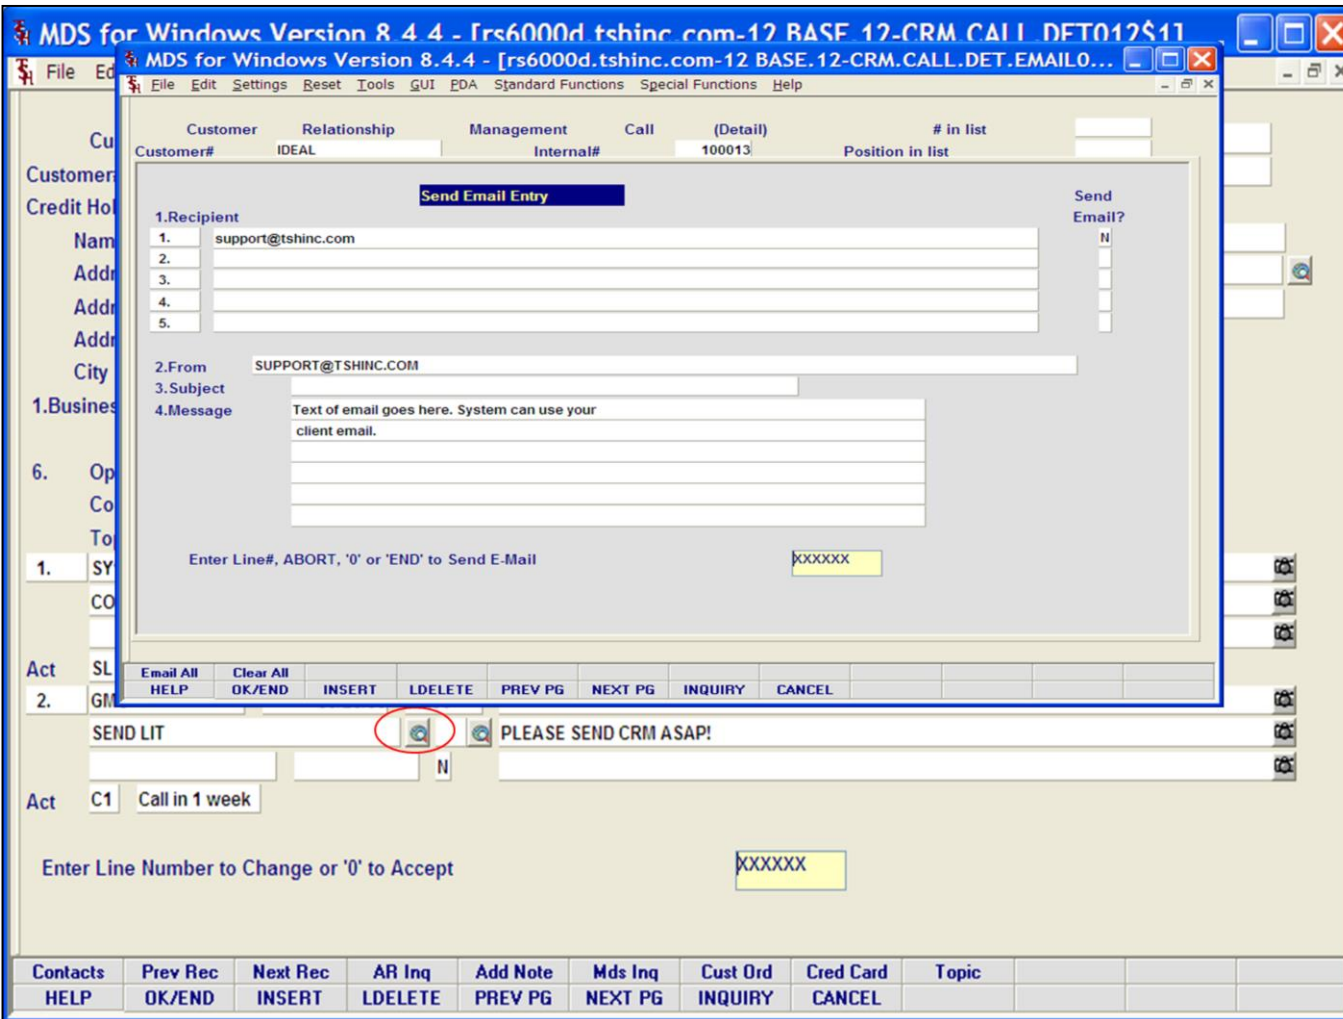 MDS for Windows Version 8.4.4 - [rs6000d.tshinc.com-12 BASE.12-CRM.CALL.DET012$1]
File Ed
MDS for Windows Version 8.4.4 - [rs6000d.tshinc.com-12 BASE.12-CRM.CALL.DET.EMAIL0...
File Edit Settings Reset Tools GUI PDA Standard Functions Special Functions Help
Customer Relationship Management Call (Detail) # in list
Customer# IDEAL Internal# 100013 Position in list
Send Email Entry
Send
Email?
1.Recipient
1. support@tshinc.com N
2.
3.
4.
5.
2.From SUPPORT@TSHINC.COM
3.Subject
4.Message Text of email goes here. System can use your
client email.
Enter Line#, ABORT, '0' or 'END' to Send E-Mail XXXXXX
Email All Clear All
HELP OK/END INSERT LDELETE PREV PG NEXT PG INQUIRY CANCEL
Cu
Customer
Credit Hol
Nam
Addr
Addr
Addr
City
1.Busines
6. Op
Co
To
1. SY
CO
Act SL
2. GM
SEND LIT PLEASE SEND CRM ASAP!
N
Act C1 Call in 1 week
Enter Line Number to Change or '0' to Accept XXXXXX
Contacts Prev Rec Next Rec AR Inq Add Note Mds Inq Cust Ord Cred Card Topic
HELP OK/END INSERT LDELETE PREV PG NEXT PG INQUIRY CANCEL